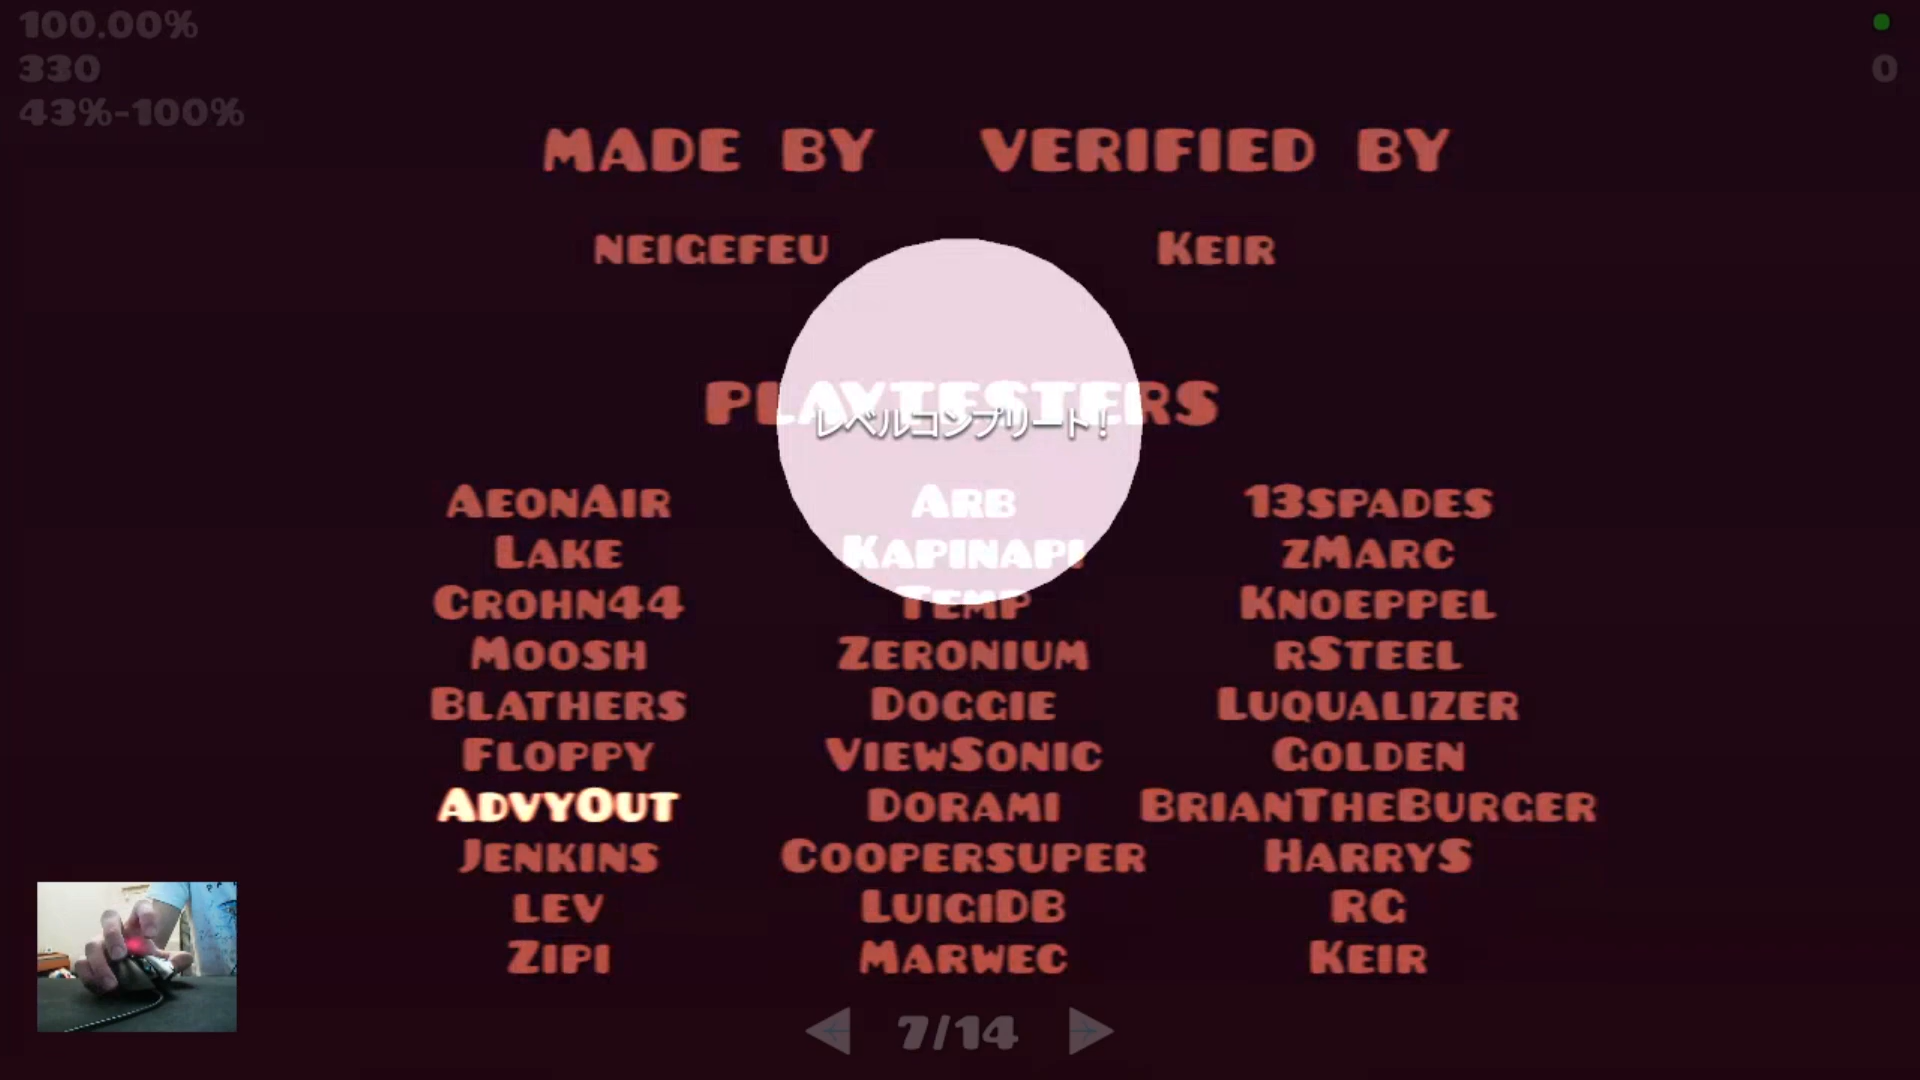 100.00%
330
43%-100%
0
MADE BY VERIFIED BY
NEIGEFEU KEIR
PLAYTESTERS
レベルコンプリート!
AEONAIR ARB 13SPADES
LAKE KAPINAPI ZMARC
CROHN44 TEMP KNOEPPEL
MOOSH ZERONIUM RSTEEL
BLATHERS DOGGIE LUQUALIZER
FLOPPY VIEWSONIC GOLDEN
ADVYOUT DORAMI BRIANTHEBURGER
JENKINS COOPERSUPER HARRYS
LEV LUIGIDB RG
ZIPI MARWEC KEIR
7/14